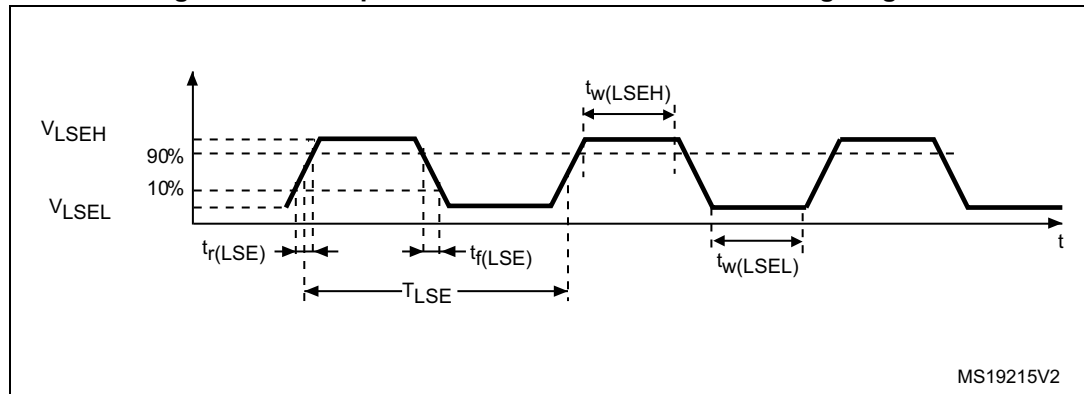 tw(LSEH)
VLSEH
90%
10%
VLSEL
tr(LSE)
tf(LSE)
t
tw(LSEL)
TLSE
MS19215V2